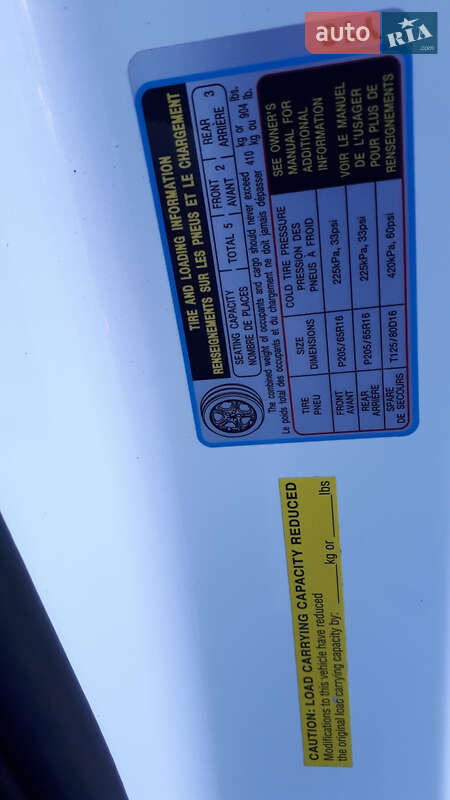 auto RIA.com
TIRE AND LOADING INFORMATION
RENSEIGNEMENTS SUR LES PNEUS ET LE CHARGEMENT
SEATING CAPACITY TOTAL 5 FRONT 2 REAR 3
NOMBRE DE PLACES AVANT ARRIÈRE
The combined weight of occupants and cargo should never exceed 410 kg or 904 lbs.
Le poids total des occupants et du chargement ne doit jamais dépasser 410 kg ou 904 lb.
TIRE SIZE COLD TIRE PRESSURE
PNEU DIMENSIONS PRESSION DES
PNEUS À FROID
FRONT P205/65R16 225kPa, 33psi
AVANT
REAR P205/65R16 225kPa, 33psi
ARRIÈRE
SPARE T125/80D16 420kPa, 60psi
DE SECOURS
SEE OWNER'S
MANUAL FOR
ADDITIONAL
INFORMATION
VOIR LE MANUEL
DE L'USAGER
POUR PLUS DE
RENSEIGNEMENTS
CAUTION: LOAD CARRYING CAPACITY REDUCED
Modifications to this vehicle have reduced
the original load carrying capacity by: ______kg or ______lbs